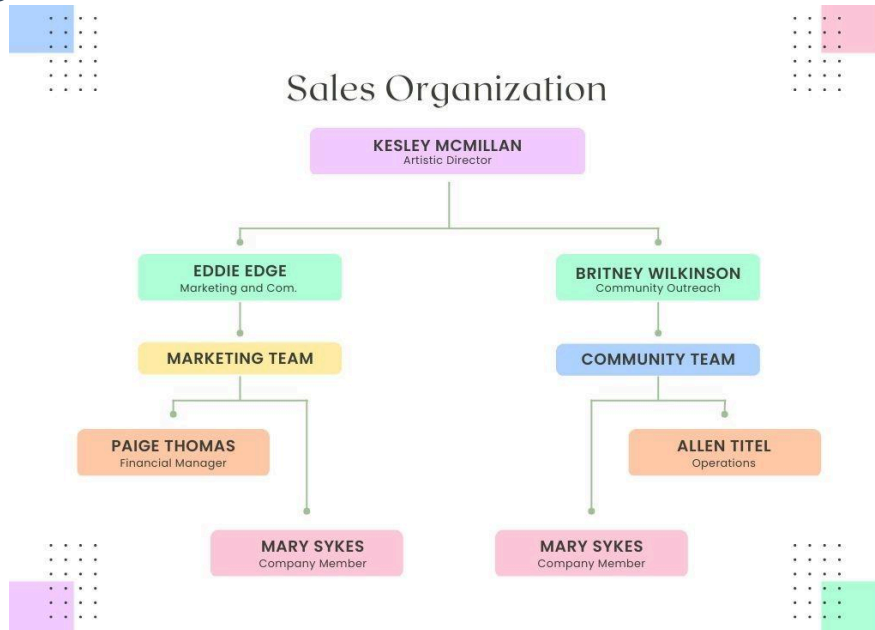 Sales Organization
KESLEY MCMILLAN
Artistic Director
EDDIE EDGE
Marketing and Com.
BRITNEY WILKINSON
Community Outreach
MARKETING TEAM
COMMUNITY TEAM
PAIGE THOMAS
Financial Manager
ALLEN TITEL
Operations
MARY SYKES
Company Member
MARY SYKES
Company Member